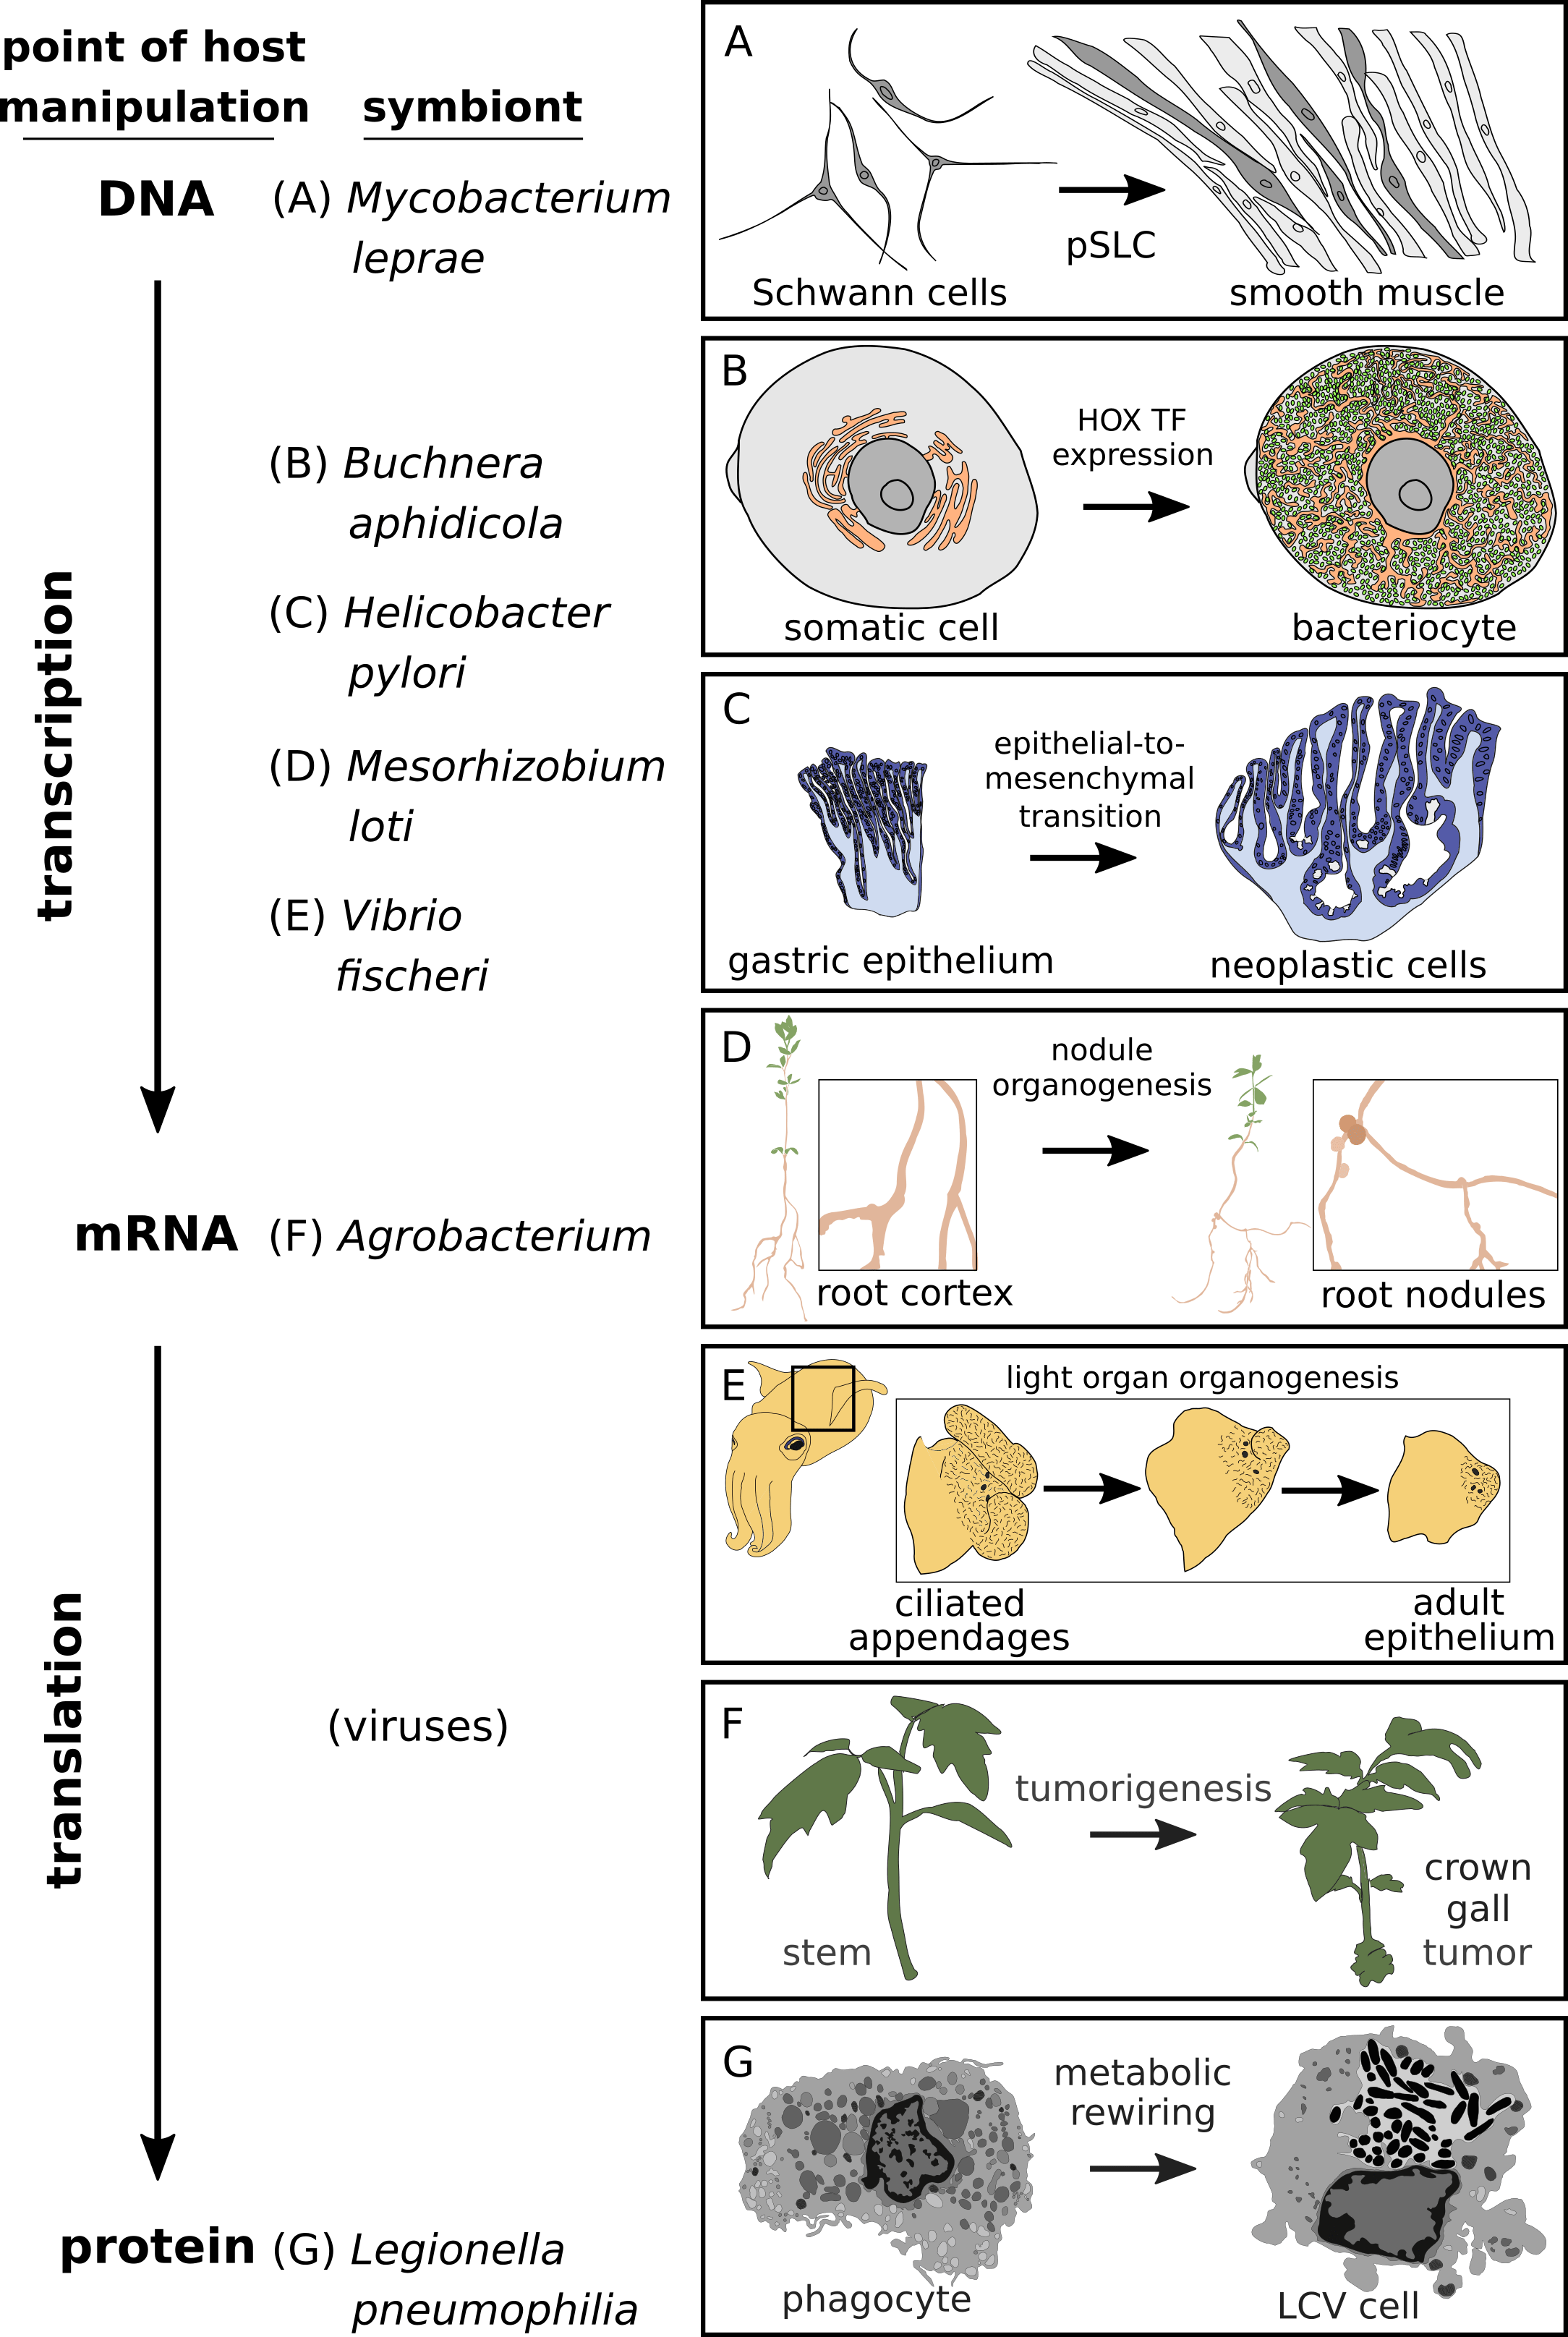 point of host
manipulation
symbiont
DNA
(A) Mycobacterium
leprae
transcription
(B) Buchnera
aphidicola
(C) Helicobacter
pylori
(D) Mesorhizobium
loti
(E) Vibrio
fischeri
mRNA
(F) Agrobacterium
translation
(viruses)
protein
(G) Legionella
pneumophilia
A
pSLC
Schwann cells
smooth muscle
B
HOX TF
expression
somatic cell
bacteriocyte
C
epithelial-to-
mesenchymal
transition
gastric epithelium
neoplastic cells
D
nodule
organogenesis
root cortex
root nodules
E
light organ organogenesis
ciliated
appendages
adult
epithelium
F
tumorigenesis
stem
crown
gall
tumor
G
metabolic
rewiring
phagocyte
LCV cell